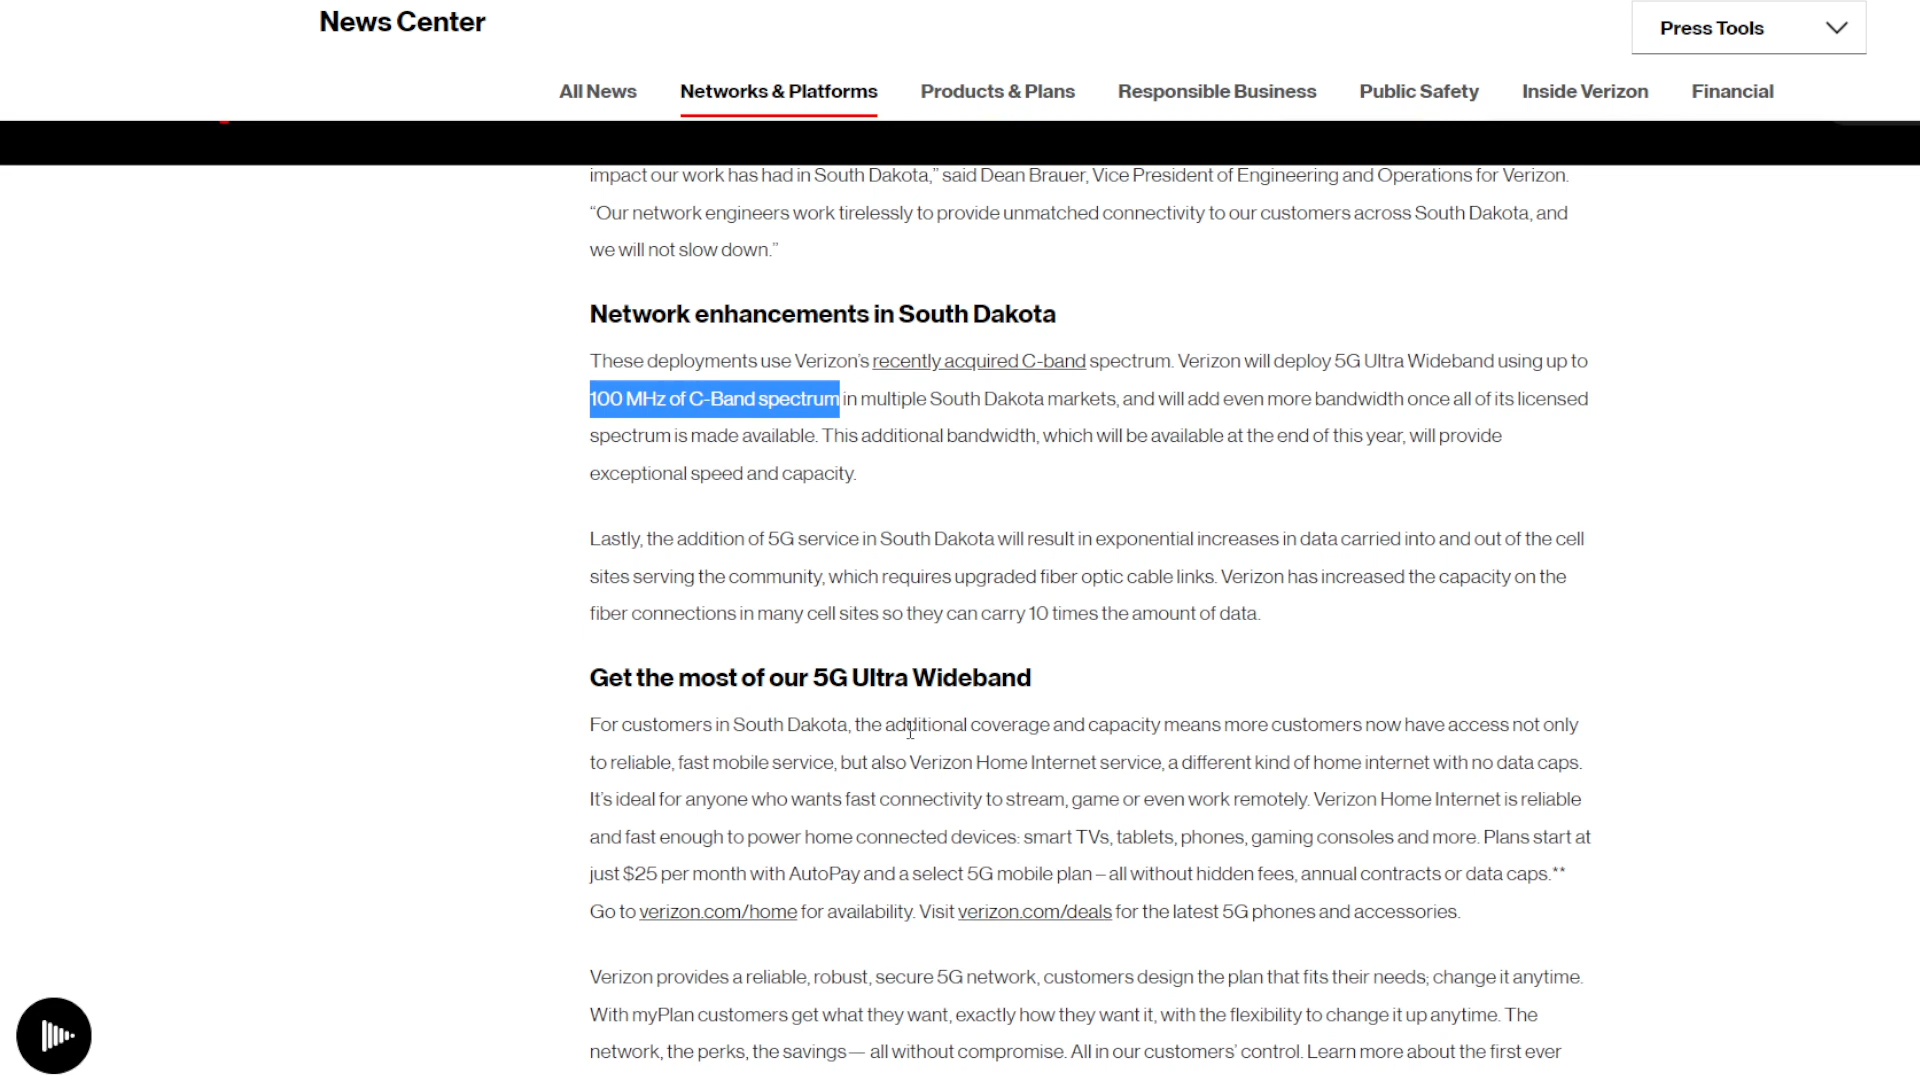 News Center
Press Tools
All News
Networks & Platforms
Products & Plans
Responsible Business
Public Safety
Inside Verizon
Financial
impact our work has had in South Dakota,” said Dean Brauer, Vice President of Engineering and Operations for Verizon.
“Our network engineers work tirelessly to provide unmatched connectivity to our customers across South Dakota, and
we will not slow down.”
Network enhancements in South Dakota
These deployments use Verizon’s recently acquired C-band spectrum. Verizon will deploy 5G Ultra Wideband using up to
100 MHz of C-Band spectrum in multiple South Dakota markets, and will add even more bandwidth once all of its licensed
spectrum is made available. This additional bandwidth, which will be available at the end of this year, will provide
exceptional speed and capacity.
Lastly, the addition of 5G service in South Dakota will result in exponential increases in data carried into and out of the cell
sites serving the community, which requires upgraded fiber optic cable links. Verizon has increased the capacity on the
fiber connections in many cell sites so they can carry 10 times the amount of data.
Get the most of our 5G Ultra Wideband
For customers in South Dakota, the additional coverage and capacity means more customers now have access not only
to reliable, fast mobile service, but also Verizon Home Internet service, a different kind of home internet with no data caps.
It’s ideal for anyone who wants fast connectivity to stream, game or even work remotely. Verizon Home Internet is reliable
and fast enough to power home connected devices: smart TVs, tablets, phones, gaming consoles and more. Plans start at
just $25 per month with AutoPay and a select 5G mobile plan – all without hidden fees, annual contracts or data caps.**
Go to verizon.com/home for availability. Visit verizon.com/deals for the latest 5G phones and accessories.
Verizon provides a reliable, robust, secure 5G network, customers design the plan that fits their needs; change it anytime.
With myPlan customers get what they want, exactly how they want it, with the flexibility to change it up anytime. The
network, the perks, the savings— all without compromise. All in our customers’ control. Learn more about the first ever